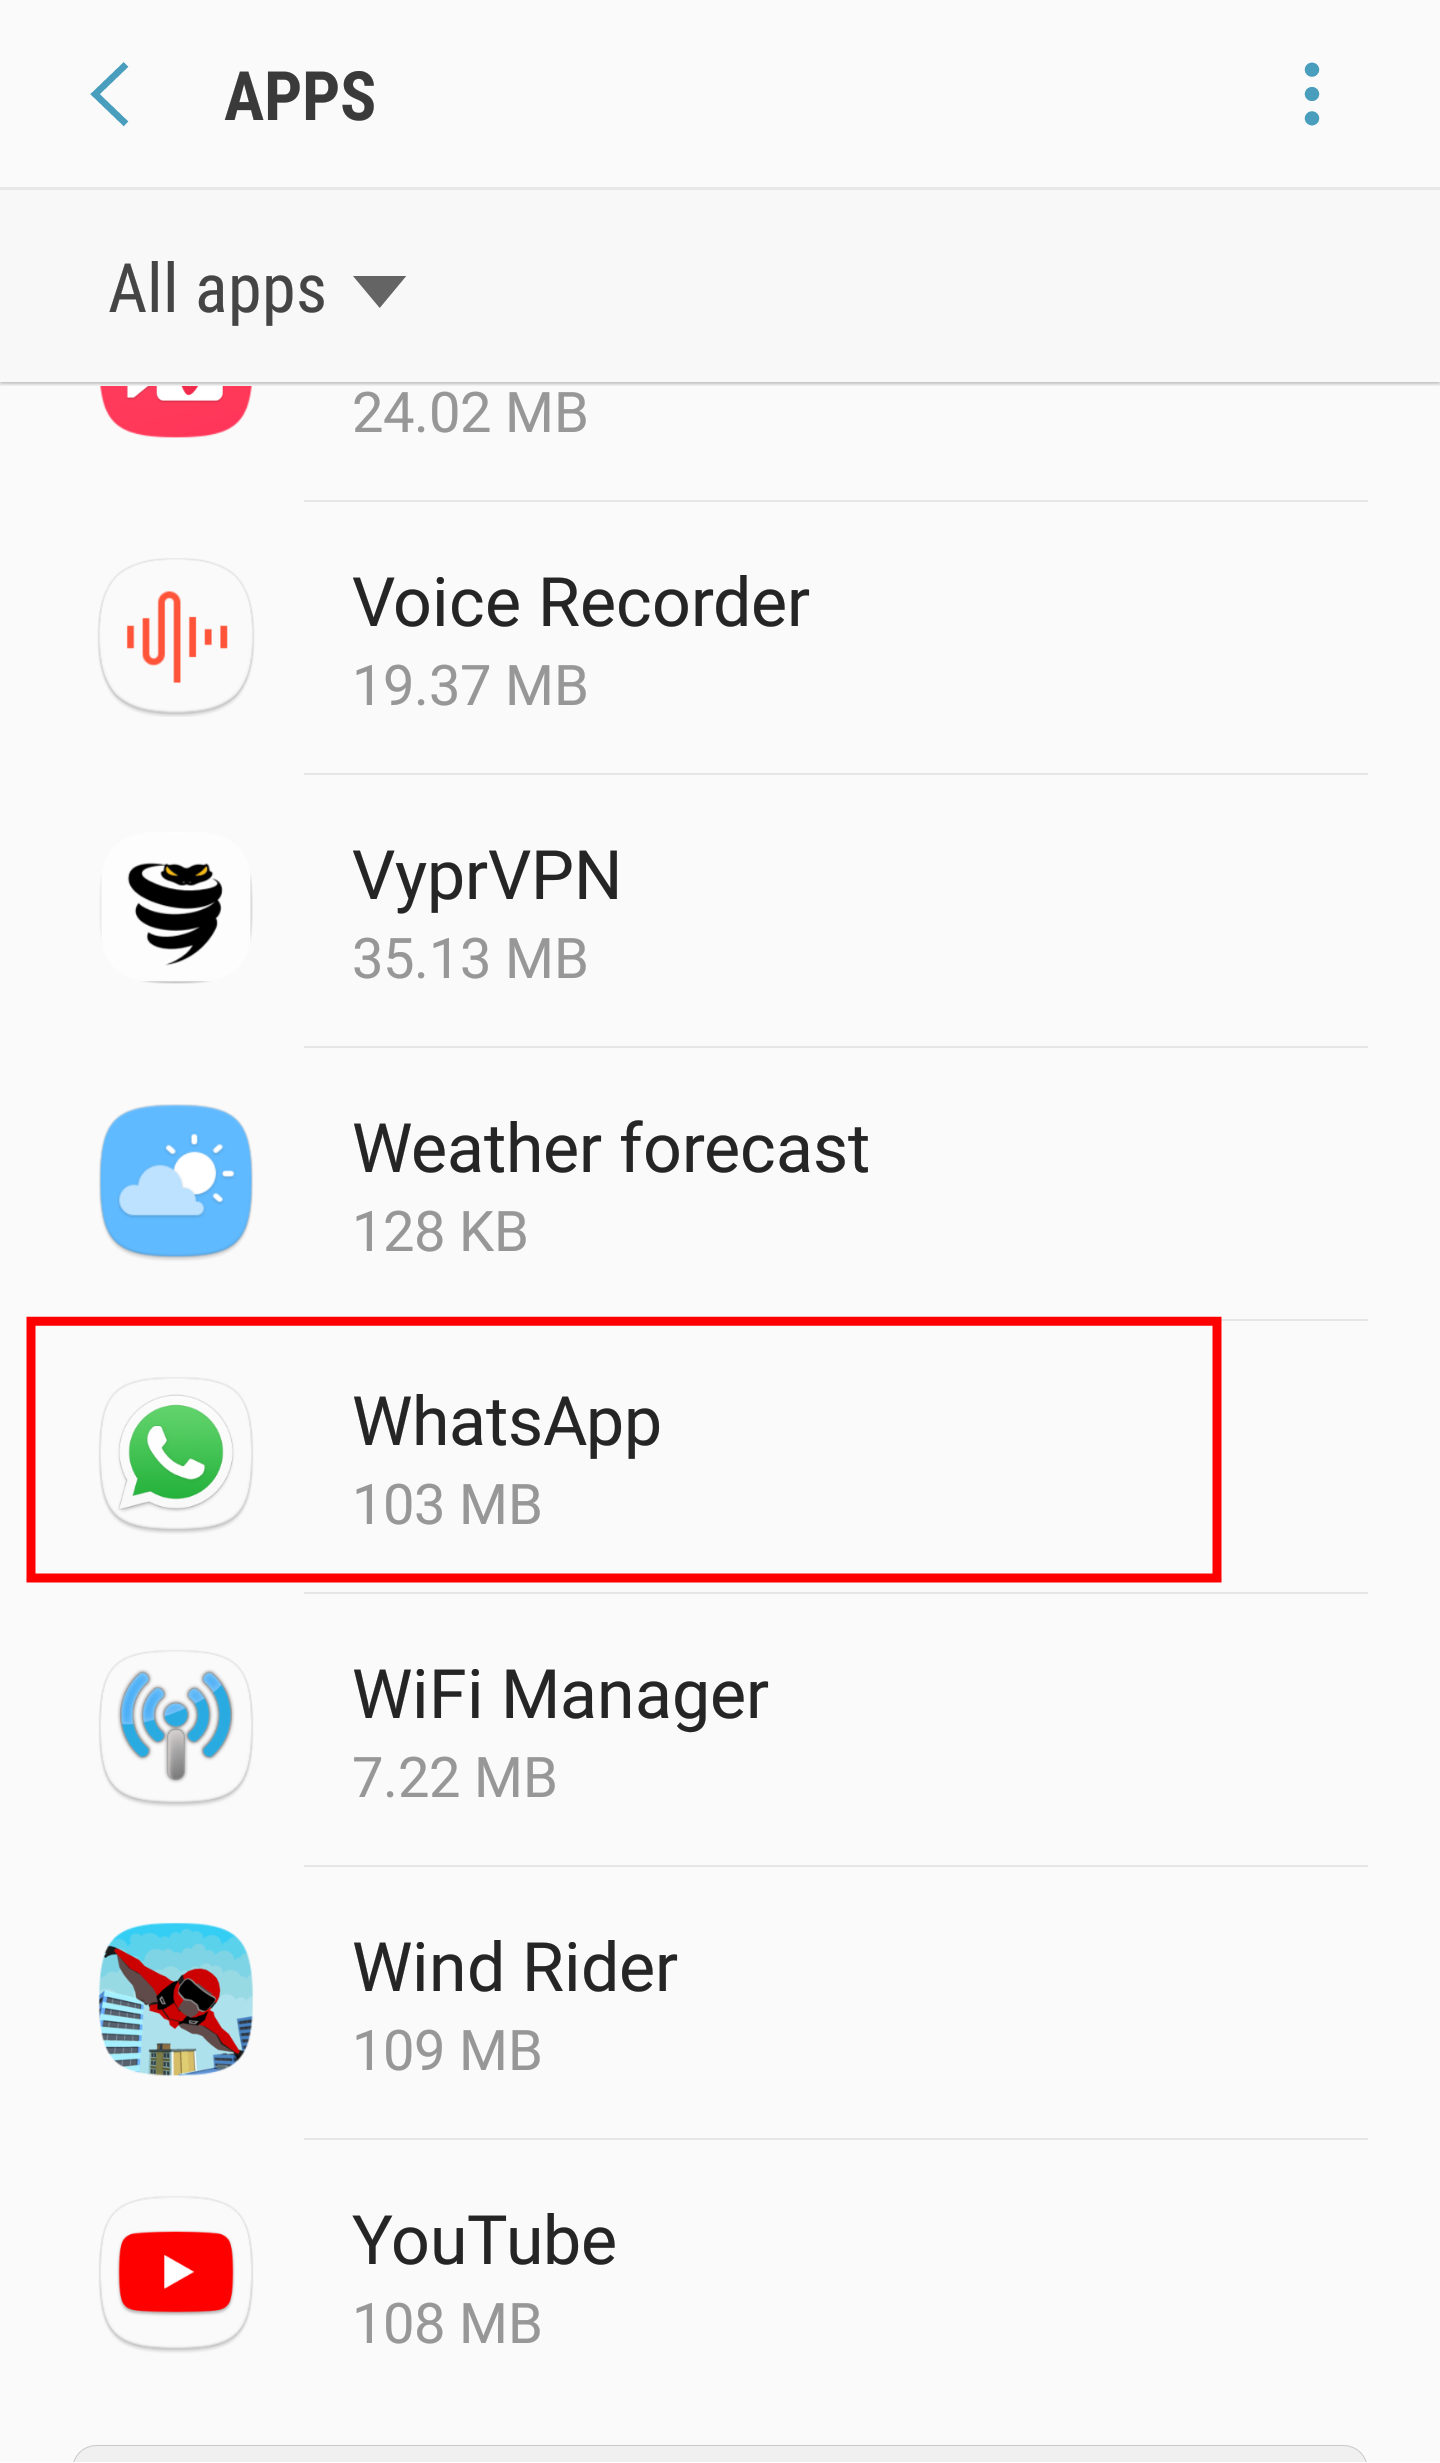 APPS
All apps
24.02 MB
Voice Recorder
19.37 MB
VyprVPN
35.13 MB
Weather forecast
128 KB
WhatsApp
103 MB
WiFi Manager
7.22 MB
Wind Rider
109 MB
YouTube
108 MB